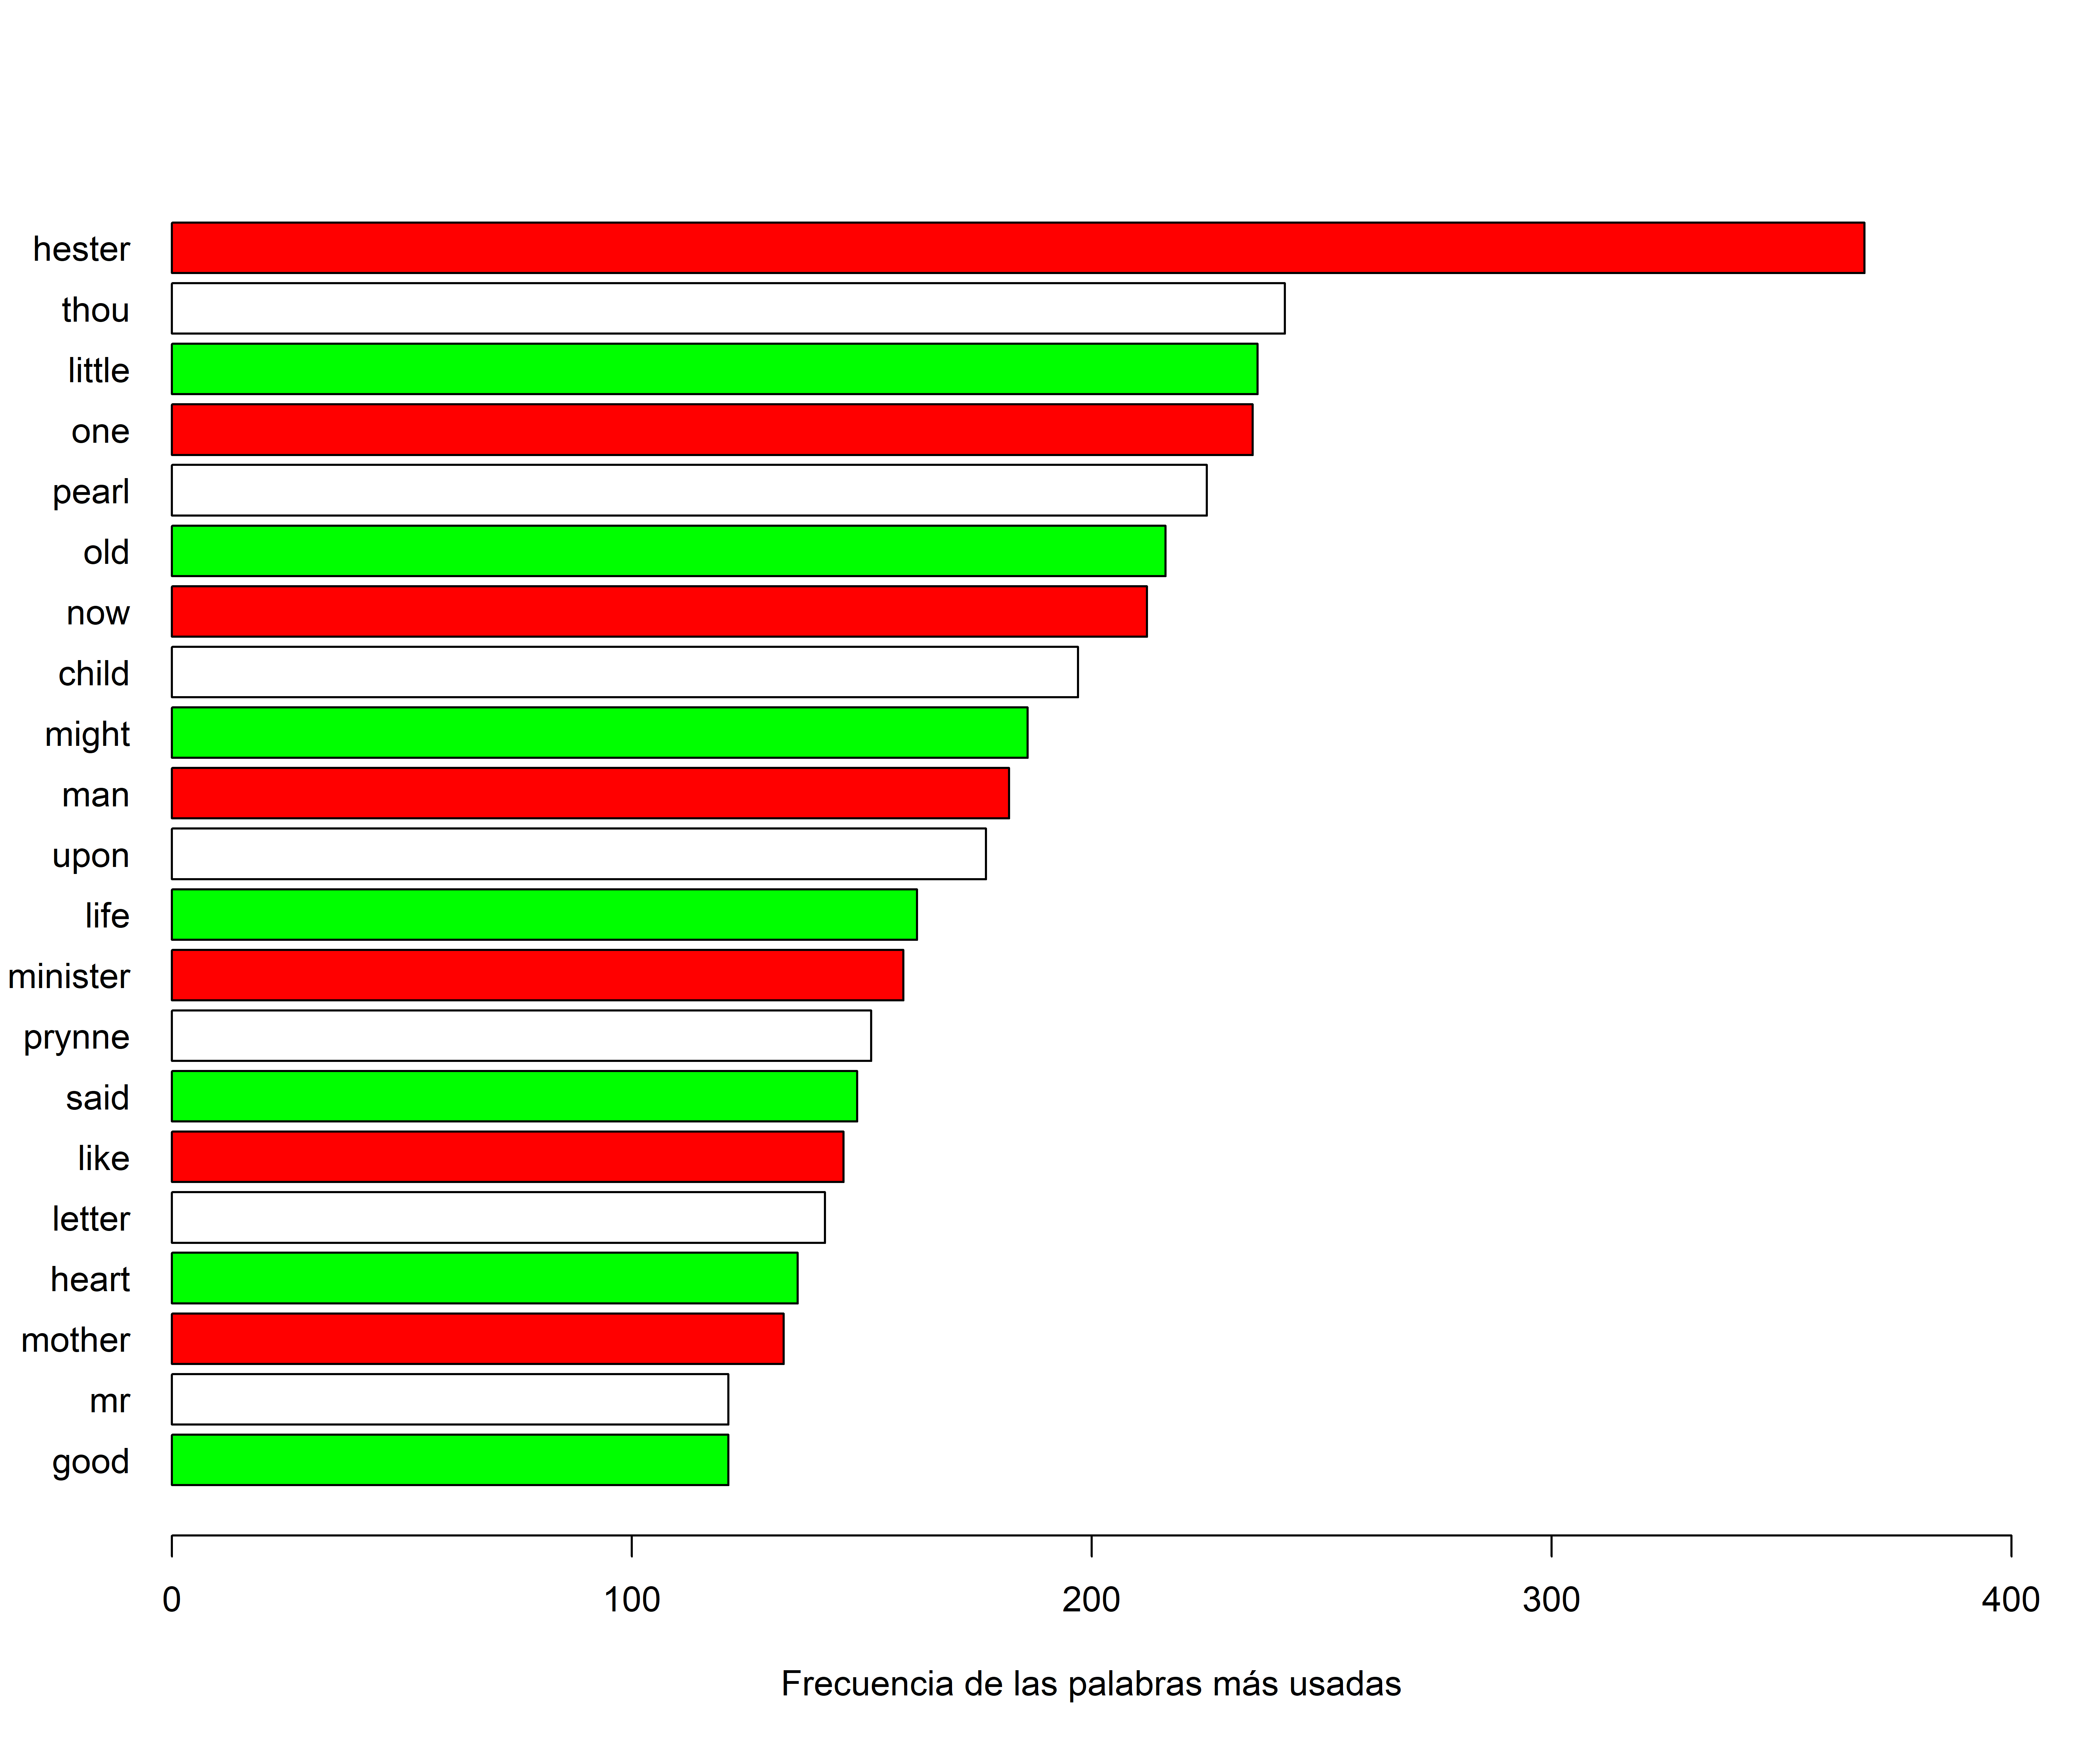 hester
thou
little
one
pearl
old
now
child
might
man
upon
life
minister
prynne
said
like
letter
heart
mother
mr
good
0 100 200 300 400
Frecuencia de las palabras más usadas